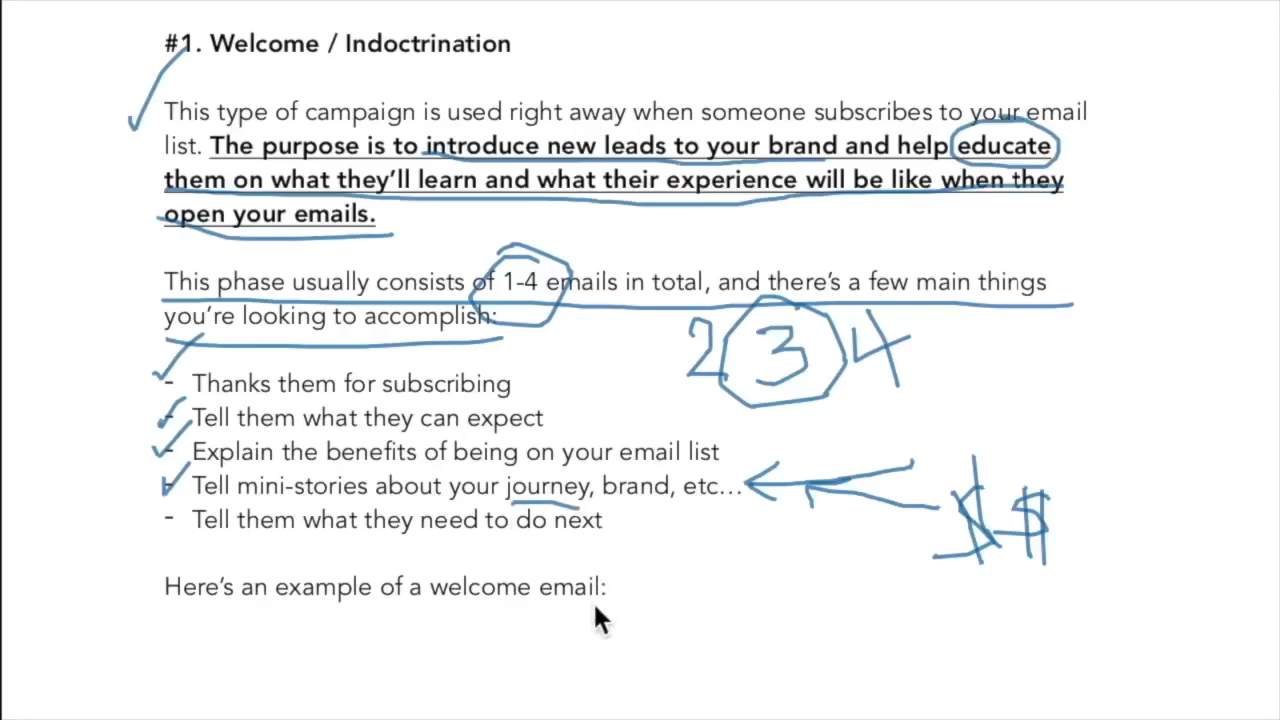 #1. Welcome / Indoctrination
This type of campaign is used right away when someone subscribes to your email
list. The purpose is to introduce new leads to your brand and help educate
them on what they'll learn and what their experience will be like when they
open your emails.
This phase usually consists of 1-4 emails in total, and there's a few main things
you're looking to accomplish:
2 3 4
- Thanks them for subscribing
- Tell them what they can expect
- Explain the benefits of being on your email list
- Tell mini-stories about your journey, brand, etc...
$ $
- Tell them what they need to do next
Here's an example of a welcome email: